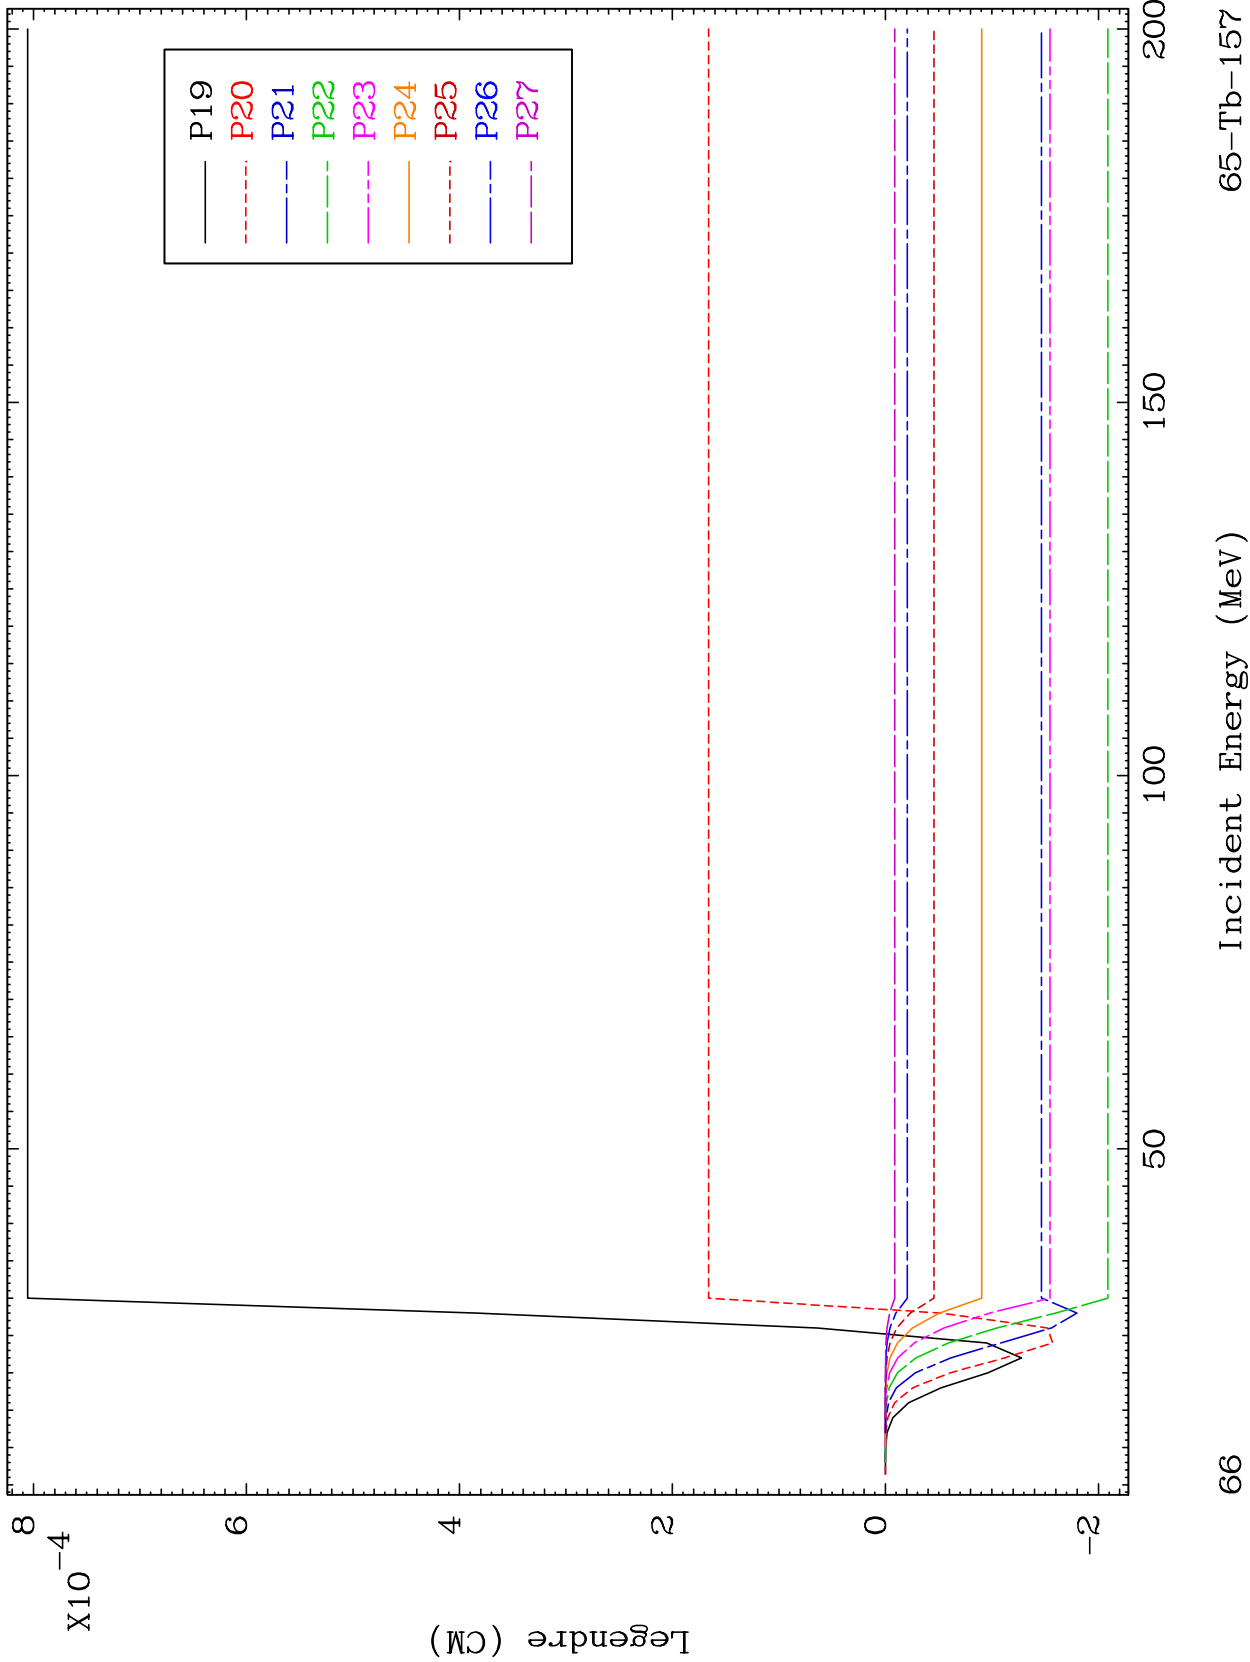 X10
-4
8
6
4
2
0
-2
Legendre (CM)
P19
P20
P21
P22
P23
P24
P25
P26
P27
50
100
150
200
Incident Energy (MeV)
66
65-Tb-157